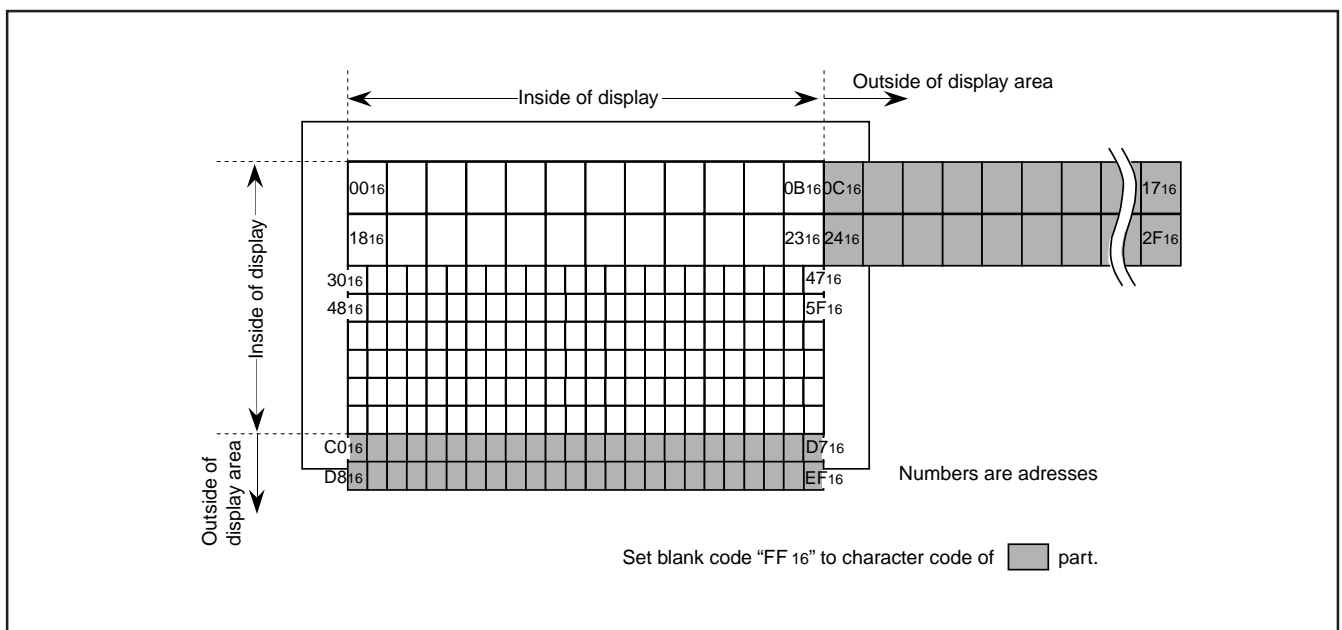 Outside of display area
Inside of display
0016 0B16 0C16 1716
1816 2316 2416 2F16
Inside of display
3016 4716
4816 5F16
C016 D716
D816 EF16
Outside of
display area
Numbers are adresses
Set blank code “FF 16” to character code of part.